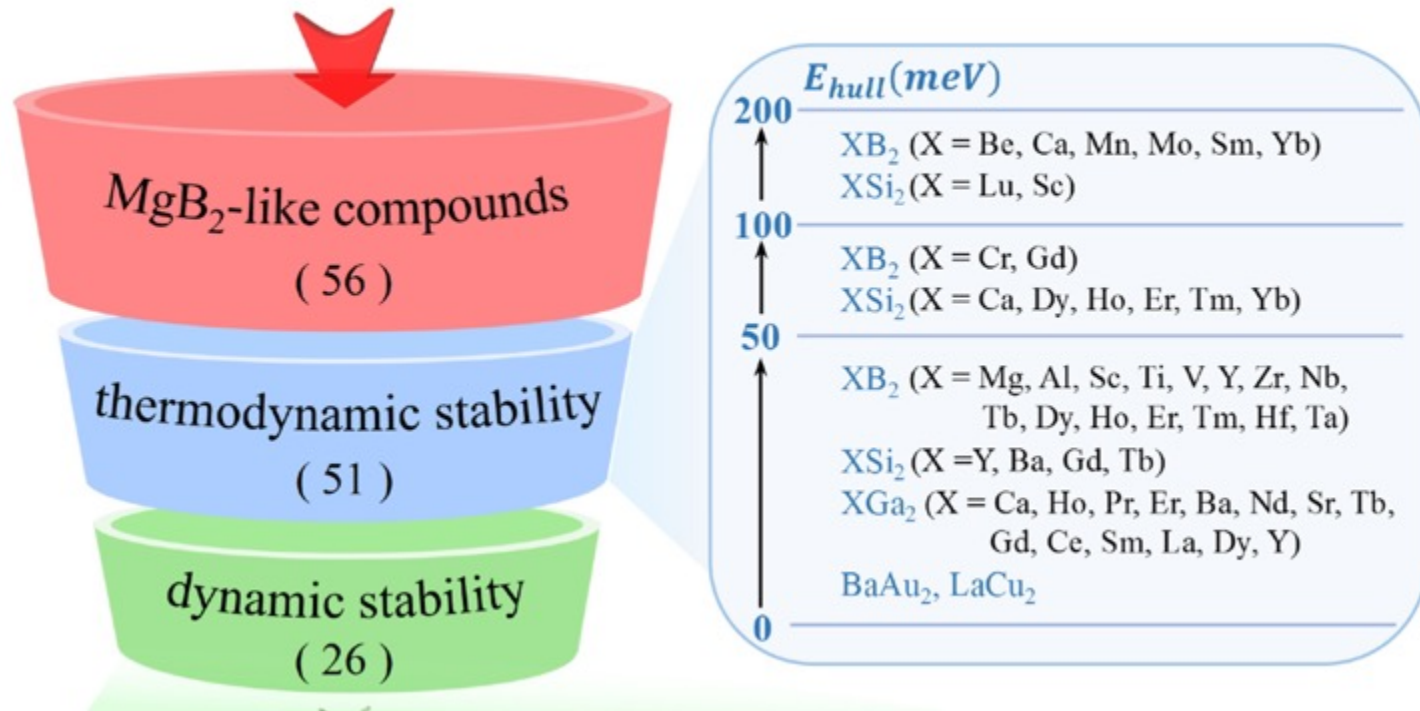 MgB₂-like compounds
( 56 )
thermodynamic stability
( 51 )
dynamic stability
( 26 )
E_hull(meV)
200
XB₂ (X = Be, Ca, Mn, Mo, Sm, Yb)
XSi₂(X = Lu, Sc)
100
XB₂ (X = Cr, Gd)
XSi₂(X = Ca, Dy, Ho, Er, Tm, Yb)
50
XB₂ (X = Mg, Al, Sc, Ti, V, Y, Zr, Nb,
Tb, Dy, Ho, Er, Tm, Hf, Ta)
XSi₂(X =Y, Ba, Gd, Tb)
XGa₂ (X = Ca, Ho, Pr, Er, Ba, Nd, Sr, Tb,
Gd, Ce, Sm, La, Dy, Y)
BaAu₂, LaCu₂
0